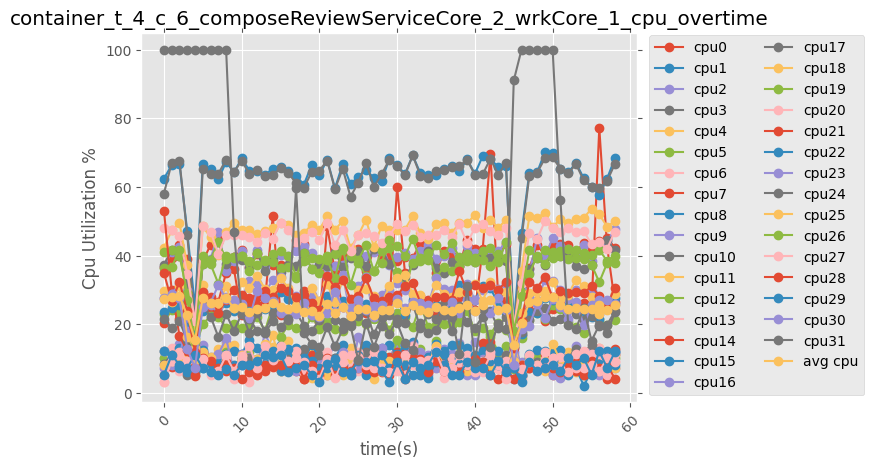 container_t_4_c_6_composeReviewServiceCore_2_wrkCore_1_cpu_overtime
Cpu Utilization %
100
80
60
40
20
0
0
10
20
30
40
50
60
time(s)
cpu0
cpu1
cpu2
cpu3
cpu4
cpu5
cpu6
cpu7
cpu8
cpu9
cpu10
cpu11
cpu12
cpu13
cpu14
cpu15
cpu16
cpu17
cpu18
cpu19
cpu20
cpu21
cpu22
cpu23
cpu24
cpu25
cpu26
cpu27
cpu28
cpu29
cpu30
cpu31
avg cpu